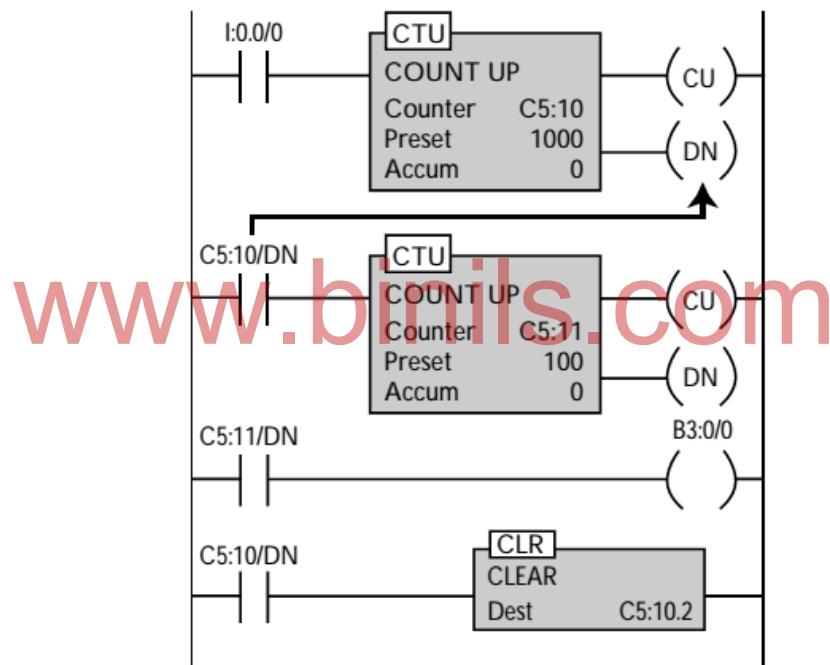 I:0.0/0
CTU
COUNT UP
Counter C5:10
Preset 1000
Accum 0
CU
DN
C5:10/DN
CTU
COUNT UP
Counter C5:11
Preset 100
Accum 0
CU
DN
www.binils.com
C5:11/DN
B3:0/0
C5:10/DN
CLR
CLEAR
Dest C5:10.2